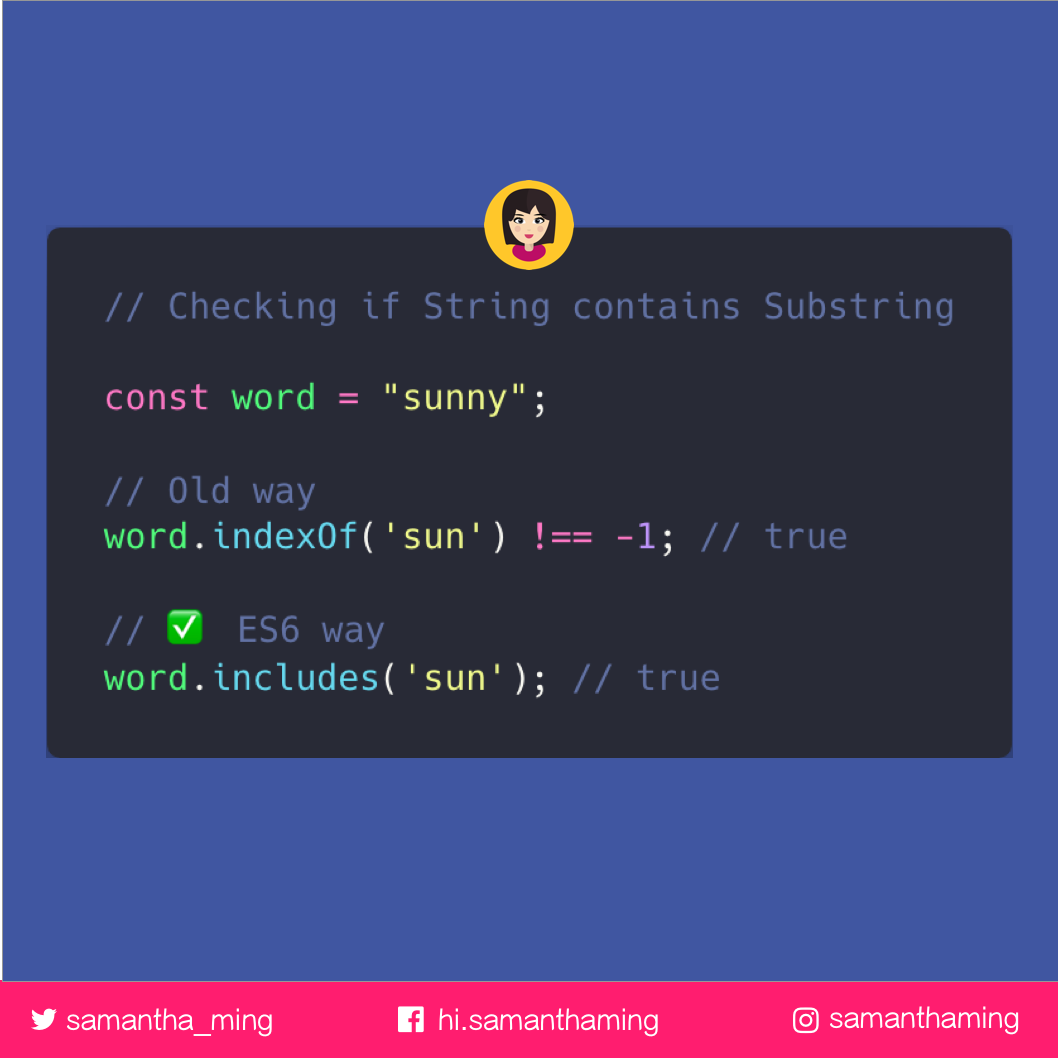 // Checking if String contains Substring
const word = "sunny";
// Old way
word.indexOf('sun') !== -1; // true
// ✅ ES6 way
word.includes('sun'); // true
samantha_ming
hi.samanthaming
samanthaming